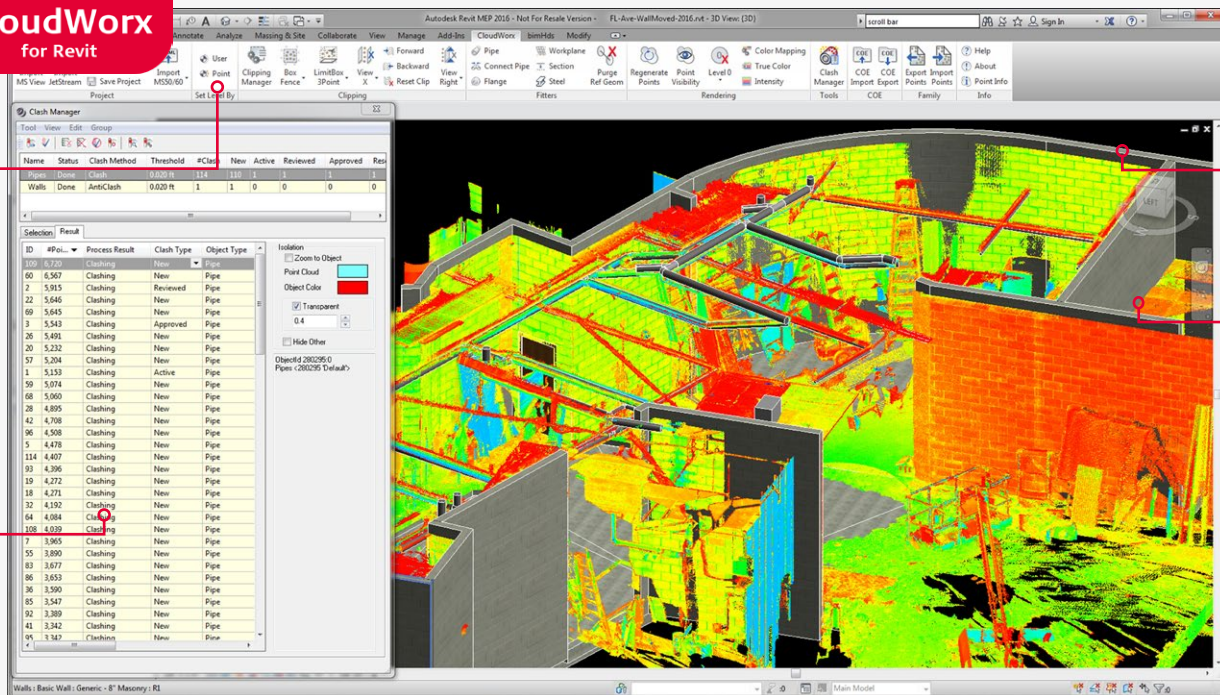 oudWorx
for Revit
Autodesk Revit MEP 2016 - Not For Resale Version - FL-Ave-WallMoved-2016.rvt - 3D View: {3D}
scroll bar
Sign In
Annotate Analyze Massing & Site Collaborate View Manage Add-Ins CloudWorx bimHds Modify
MS View JetStream Save Project Import MS50/60
Project
User
Point
Set Level By
Clipping Manager Box Fence LimitBox 3Point View X
Forward
Backward
Reset Clip
View Right
Clipping
Pipe Workplane
Connect Pipe Section
Flange Steel
Purge Ref Geom
Fitters
Regenerate Points Point Visibility Level 0
Color Mapping
True Color
Intensity
Rendering
Clash Manager
Tools
COE Import COE Export
COE
Export Points Import Points
Family
Help
About
Point Info
Info
Clash Manager
Tool View Edit Group
Name Status Clash Method Threshold #Clas New Active Reviewed Approved Res
Pipes Done Clash 0.020 ft 114 110 1 1 1
Walls Done AntiClash 0.020 ft 1 1 0 0 0 0
Selection Result
ID #Poi... Process Result Clash Type Object Type
109 6,720 Clashing New Pipe
60 6,567 Clashing New Pipe
2 5,915 Clashing Reviewed Pipe
22 5,646 Clashing New Pipe
69 5,645 Clashing New Pipe
3 5,543 Clashing Approved Pipe
26 5,491 Clashing New Pipe
20 5,232 Clashing New Pipe
57 5,204 Clashing New Pipe
1 5,153 Clashing Active Pipe
59 5,074 Clashing New Pipe
68 5,060 Clashing New Pipe
28 4,895 Clashing New Pipe
42 4,708 Clashing New Pipe
96 4,508 Clashing New Pipe
5 4,478 Clashing New Pipe
114 4,407 Clashing New Pipe
93 4,396 Clashing New Pipe
19 4,272 Clashing New Pipe
18 4,271 Clashing New Pipe
32 4,192 Clashing New Pipe
64 4,084 Clashing New Pipe
108 4,039 Clashing New Pipe
7 3,965 Clashing New Pipe
55 3,890 Clashing New Pipe
83 3,677 Clashing New Pipe
86 3,653 Clashing New Pipe
36 3,590 Clashing New Pipe
85 3,547 Clashing New Pipe
92 3,389 Clashing New Pipe
41 3,342 Clashing New Pipe
95 3,342 Clashing New Pipe
Isolation
Zoom to Object
Point Cloud
Object Color
Transparent
0.4
Hide Other
ObjectId 280295:0
Pipes <280295 'Default'>
LEFT
Walls : Basic Wall : Generic - 8" Masonry : R1
:0
Main Model
:0